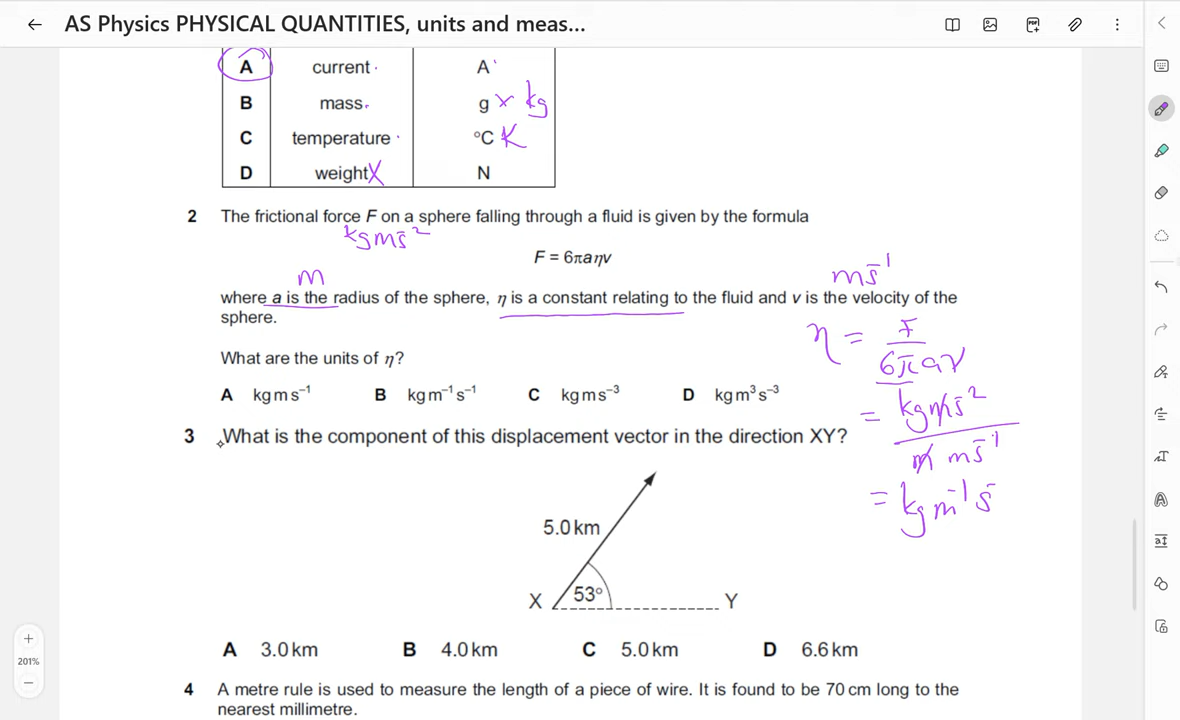 AS Physics PHYSICAL QUANTITIES, units and meas...
A current A
B mass g x kg
C temperature °C K
D weight X N
2 The frictional force F on a sphere falling through a fluid is given by the formula
kgms⁻²
F = 6πaηv
m ms⁻¹
where a is the radius of the sphere, η is a constant relating to the fluid and v is the velocity of the
sphere.
η = F / 6πav
What are the units of η?
A kg m s⁻¹ B kg m⁻¹ s⁻¹ C kg m s⁻³ D kg m³ s⁻³
= kgms⁻² / m ms⁻¹
= kgm⁻¹s⁻
3 What is the component of this displacement vector in the direction XY?
5.0 km
X 53° Y
A 3.0 km B 4.0 km C 5.0 km D 6.6 km
201%
4 A metre rule is used to measure the length of a piece of wire. It is found to be 70 cm long to the
nearest millimetre.